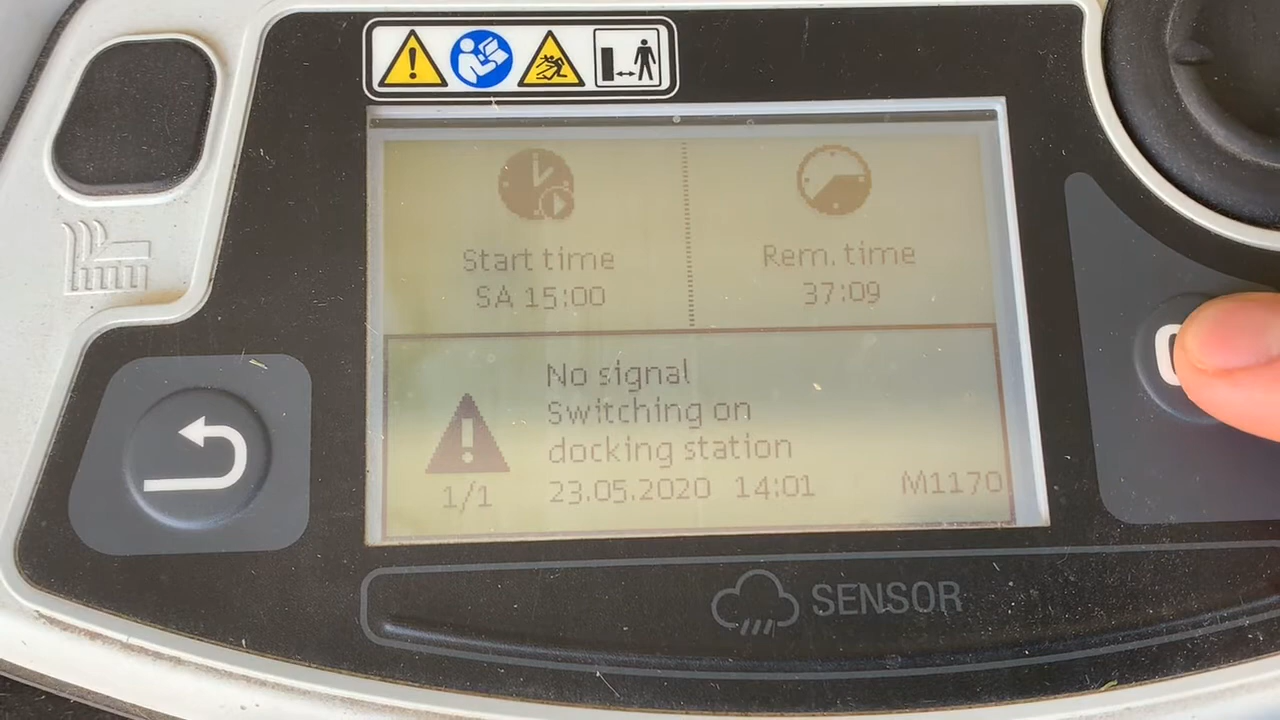 Start time
SA 15:00
Rem. time
37:09
No signal
Switching on
docking station
1/1 23.05.2020 14:01 M1170
SENSOR